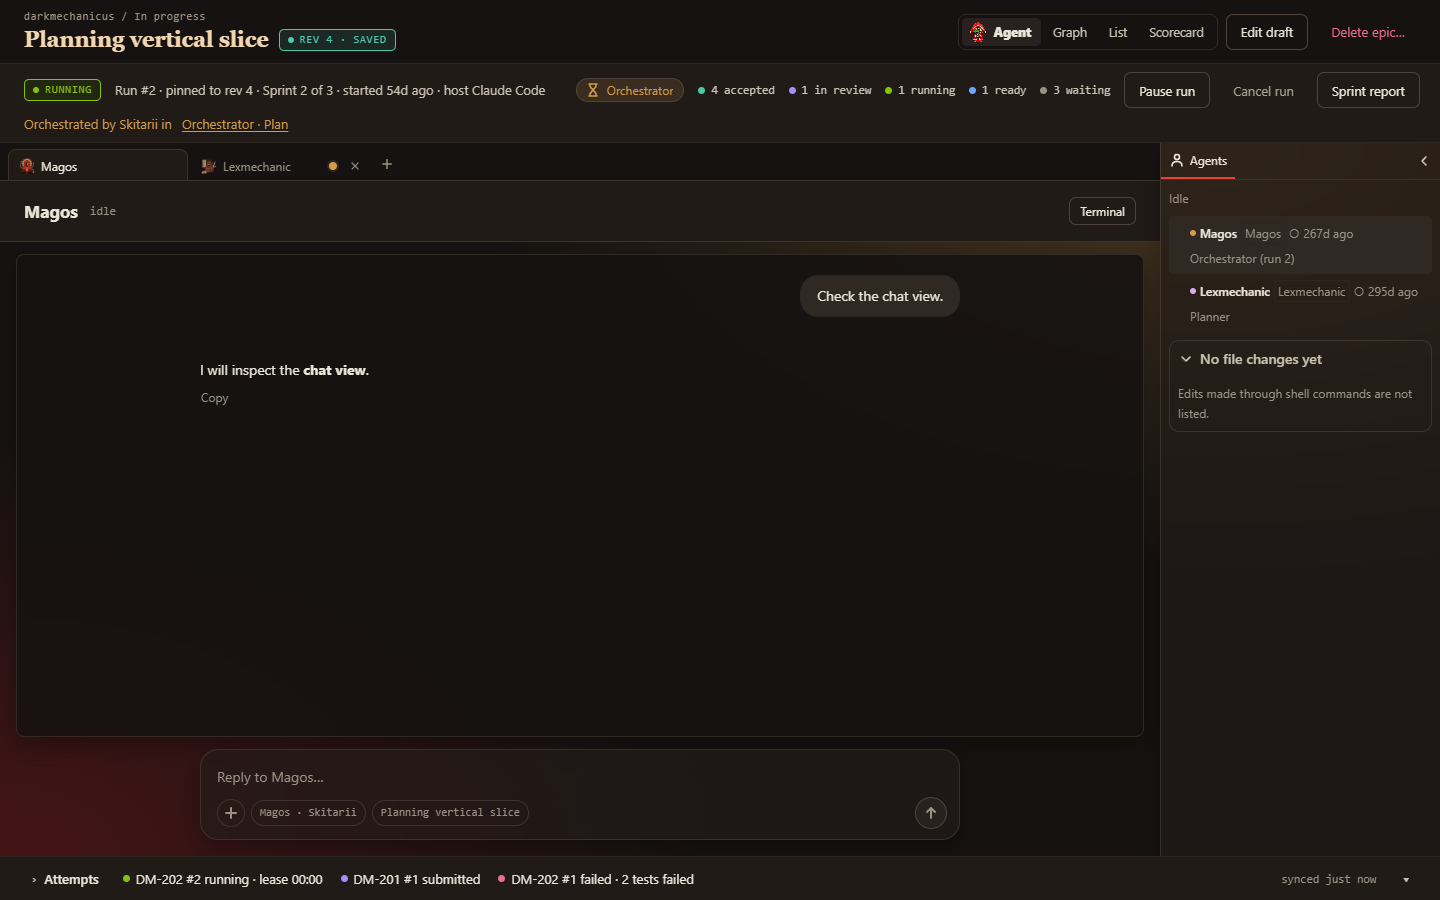 darkmechanicus / In progress
Planning vertical slice
REV 4 · SAVED
Agent
Graph
List
Scorecard
Edit draft
Delete epic...
RUNNING
Run #2 · pinned to rev 4 · Sprint 2 of 3 · started 54d ago · host Claude Code
Orchestrator
4 accepted
1 in review
1 running
1 ready
3 waiting
Pause run
Cancel run
Sprint report
Orchestrated by Skitarii in Orchestrator · Plan
Magos
Lexmechanic
Agents
Magos idle
Terminal
Idle
Magos Magos 267d ago
Orchestrator (run 2)
Lexmechanic Lexmechanic 295d ago
Planner
No file changes yet
Edits made through shell commands are not
listed.
Check the chat view.
I will inspect the chat view.
Copy
Reply to Magos...
Magos · Skitarii
Planning vertical slice
Attempts
DM-202 #2 running · lease 00:00
DM-201 #1 submitted
DM-202 #1 failed · 2 tests failed
synced just now